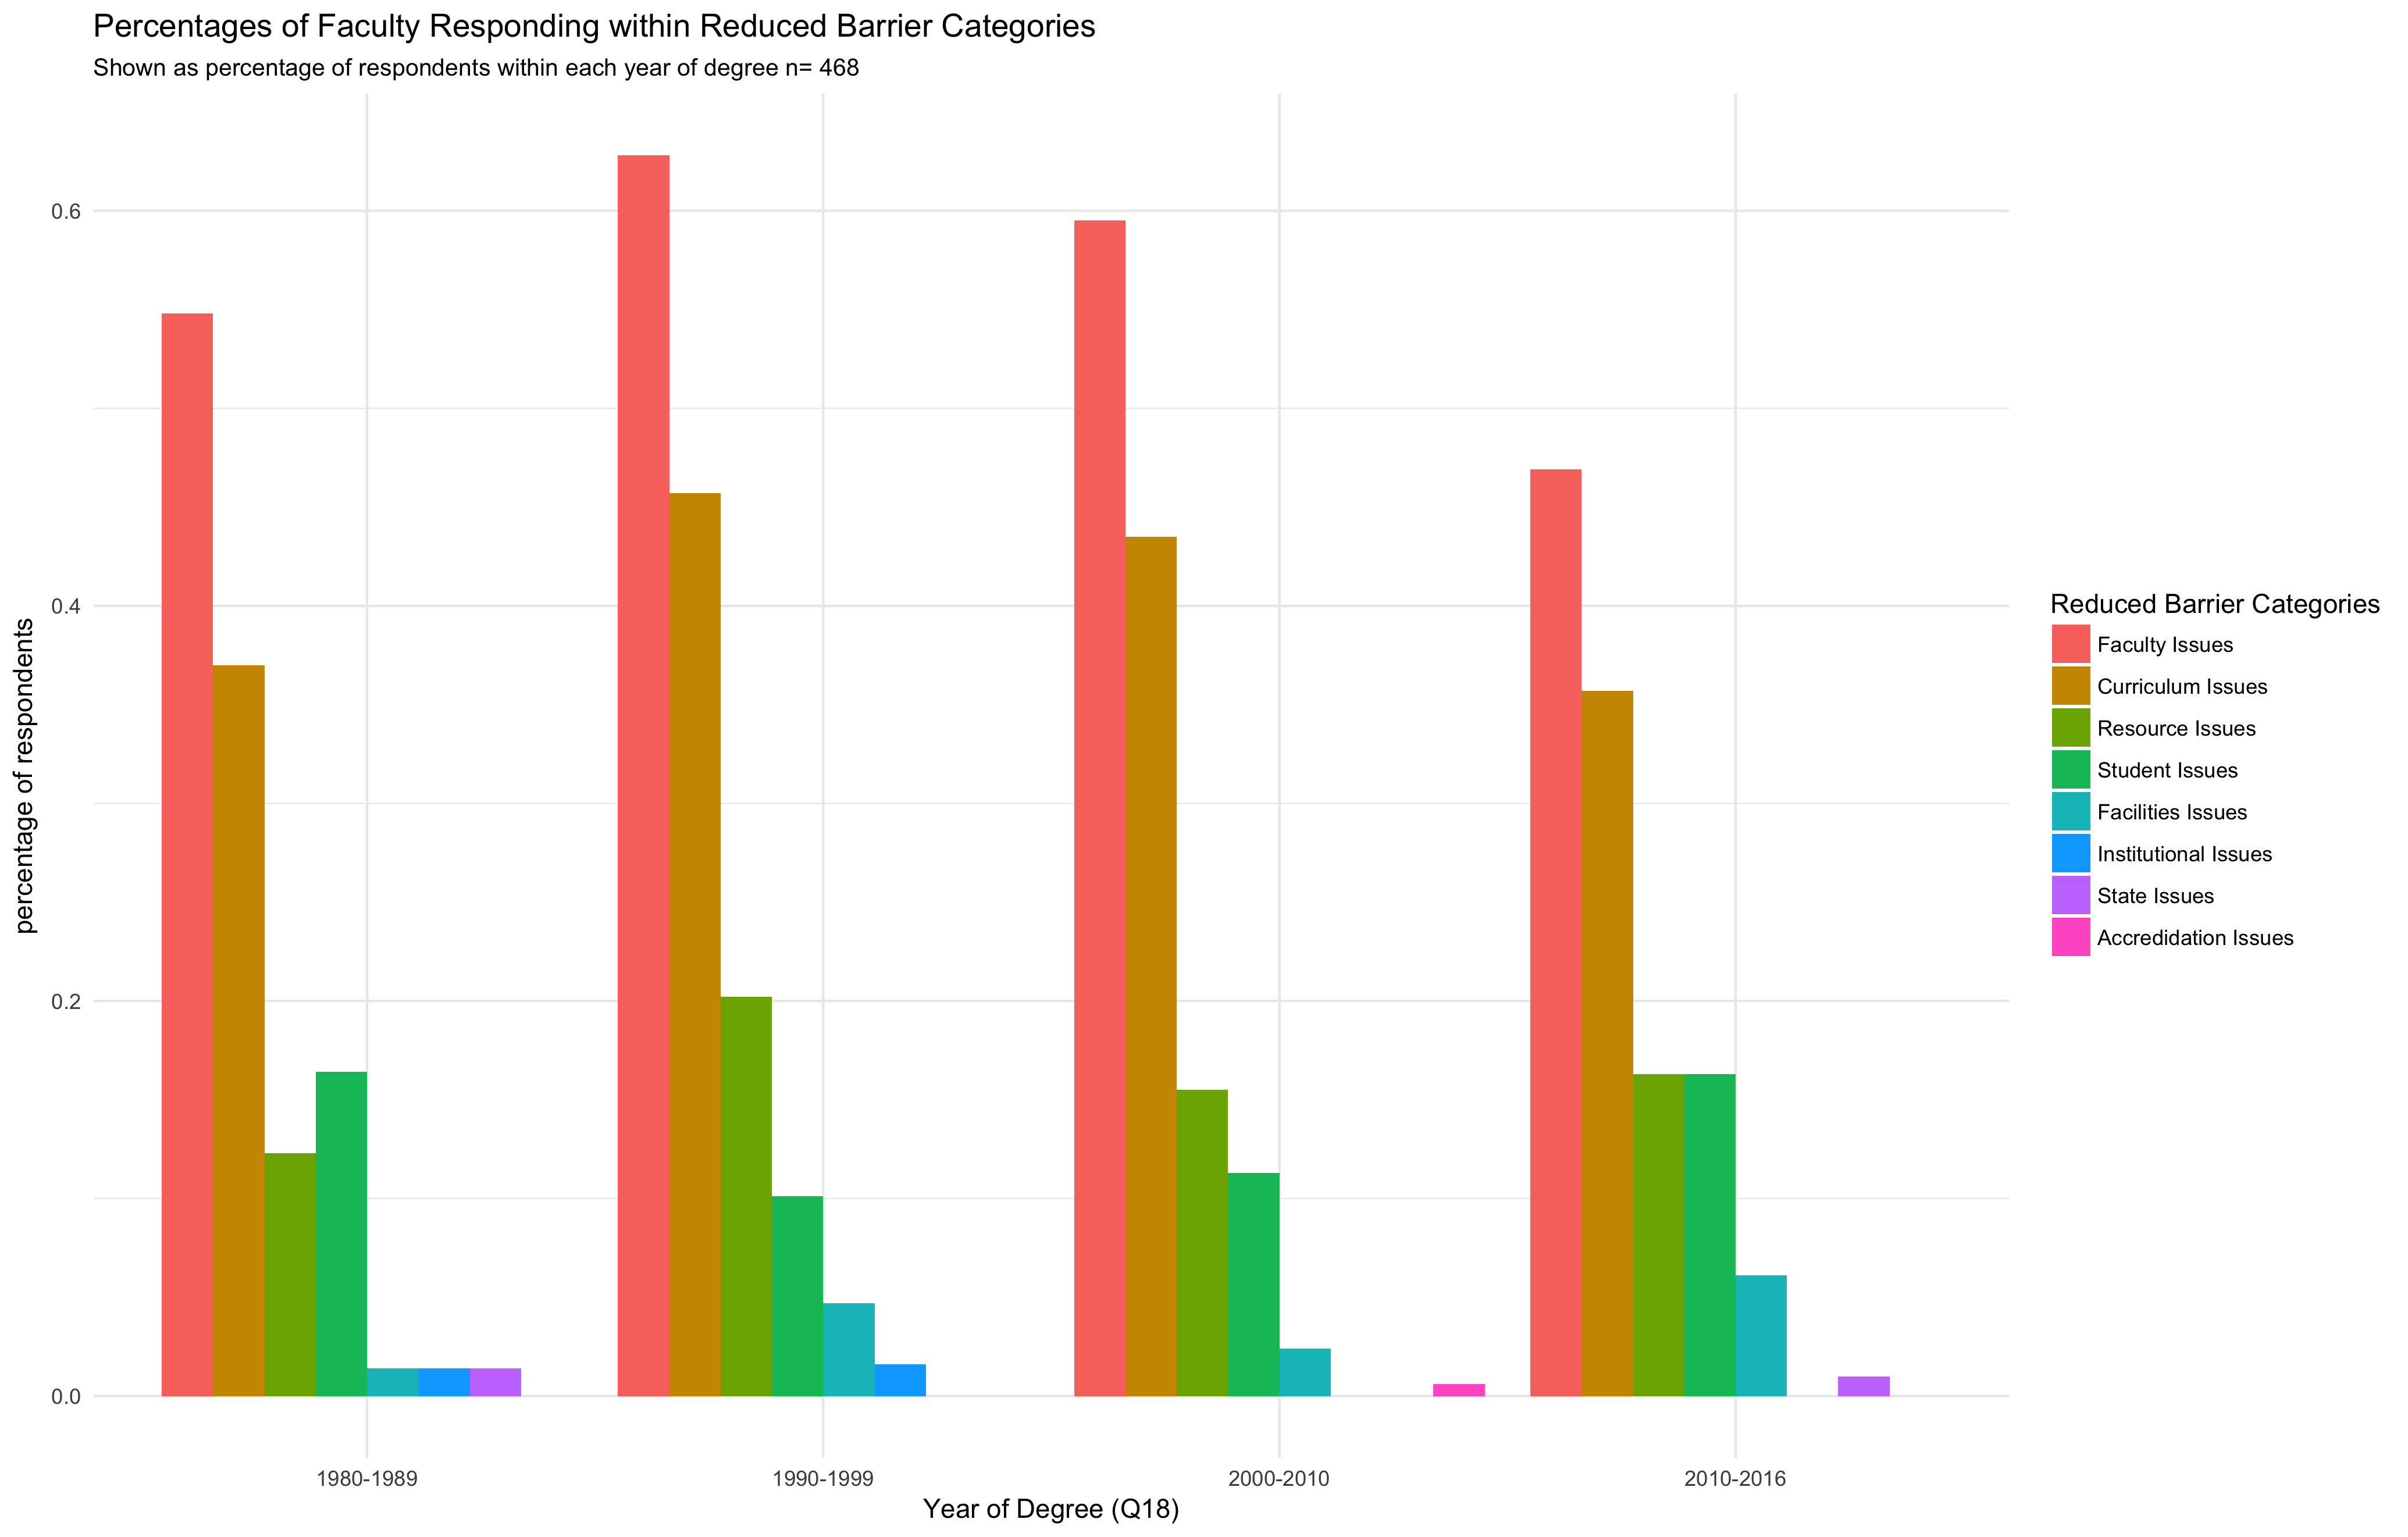 Percentages of Faculty Responding within Reduced Barrier Categories
Shown as percentage of respondents within each year of degree n= 468
percentage of respondents
0.6
0.4
0.2
0.0
1980-1989
1990-1999
2000-2010
2010-2016
Year of Degree (Q18)
Reduced Barrier Categories
Faculty Issues
Curriculum Issues
Resource Issues
Student Issues
Facilities Issues
Institutional Issues
State Issues
Accredidation Issues